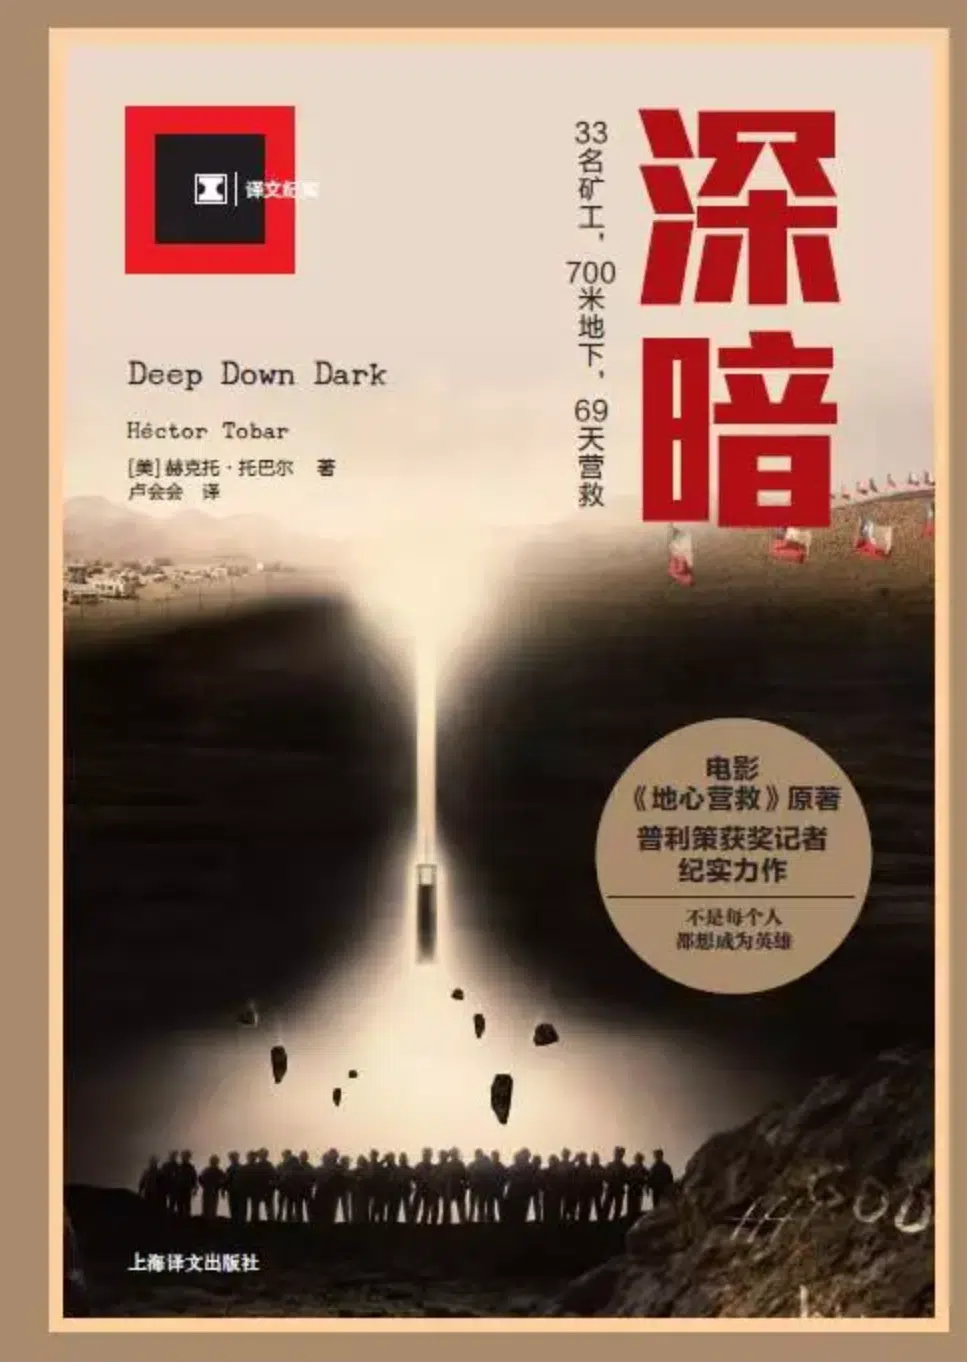 译文纪实
深暗
33名矿工，700米地下，69天营救
Deep Down Dark
Héctor Tobar
[美] 赫克托·托巴尔 著
卢会会 译
电影
《地心营救》原著
普利策获奖记者
纪实力作
不是每个人
都想成为英雄
上海译文出版社